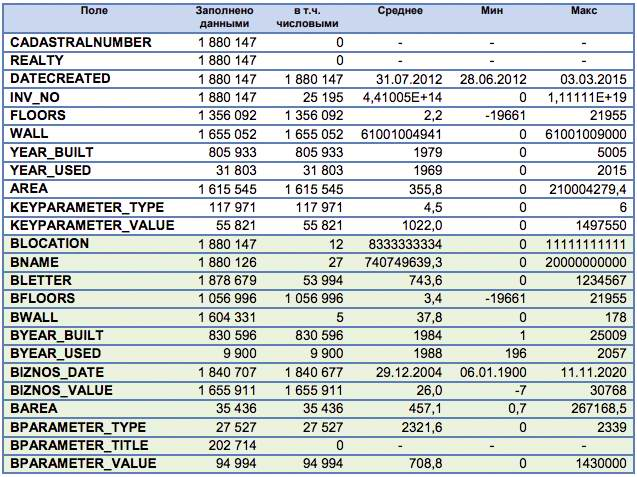 Поле Заполнено данными в т.ч. числовыми Среднее Мин Макс
CADASTRALNUMBER 1 880 147 0 - - -
REALTY 1 880 147 0 - - -
DATECREATED 1 880 147 1 880 147 31.07.2012 28.06.2012 03.03.2015
INV_NO 1 880 147 25 195 4,41005E+14 0 1,11111E+19
FLOORS 1 356 092 1 356 092 2,2 -19661 21955
WALL 1 655 052 1 655 052 61001004941 0 61001009000
YEAR_BUILT 805 933 805 933 1979 0 5005
YEAR_USED 31 803 31 803 1969 0 2015
AREA 1 615 545 1 615 545 355,8 0 210004279,4
KEYPARAMETER_TYPE 117 971 117 971 4,5 0 6
KEYPARAMETER_VALUE 55 821 55 821 1022,0 0 1497550
BLOCATION 1 880 147 12 8333333334 0 11111111111
BNAME 1 880 126 27 740749639,3 0 20000000000
BLETTER 1 878 679 53 994 743,6 0 1234567
BFLOORS 1 056 996 1 056 996 3,4 -19661 21955
BWALL 1 604 331 5 37,8 0 178
BYEAR_BUILT 830 596 830 596 1984 1 25009
BYEAR_USED 9 900 9 900 1988 196 2057
BIZNOS_DATE 1 840 707 1 840 677 29.12.2004 06.01.1900 11.11.2020
BIZNOS_VALUE 1 655 911 1 655 911 26,0 -7 30768
BAREA 35 436 35 436 457,1 0,7 267168,5
BPARAMETER_TYPE 27 527 27 527 2321,6 0 2339
BPARAMETER_TITLE 202 714 0 - - -
BPARAMETER_VALUE 94 994 94 994 708,8 0 1430000